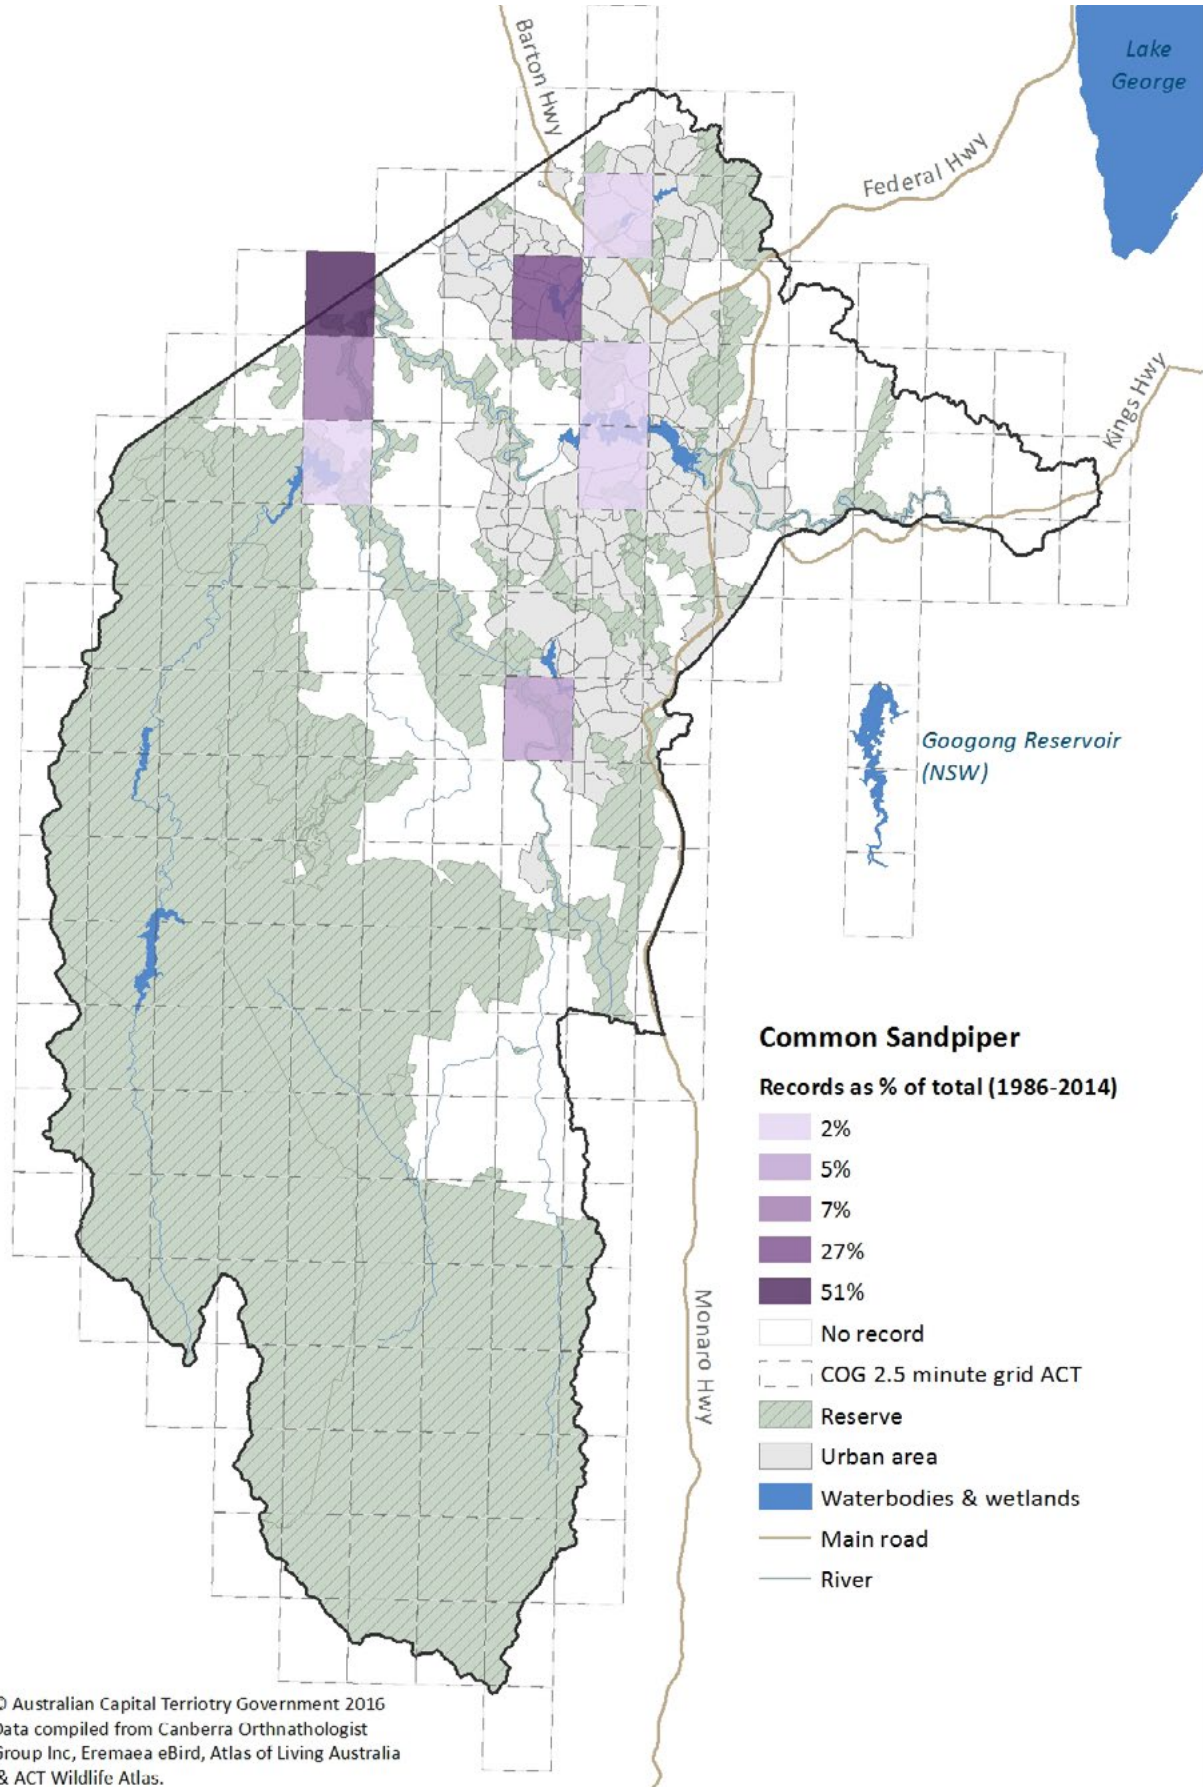 Barton Hwy
Lake
George
Federal Hwy
Kings Hwy
Googong Reservoir
(NSW)
Common Sandpiper
Records as % of total (1986-2014)
2%
5%
7%
27%
51%
No record
COG 2.5 minute grid ACT
Reserve
Urban area
Waterbodies & wetlands
Main road
River
Monaro Hwy
© Australian Capital Terriotry Government 2016
Data compiled from Canberra Orthnathologist
Group Inc, Eremaea eBird, Atlas of Living Australia
& ACT Wildlife Atlas.